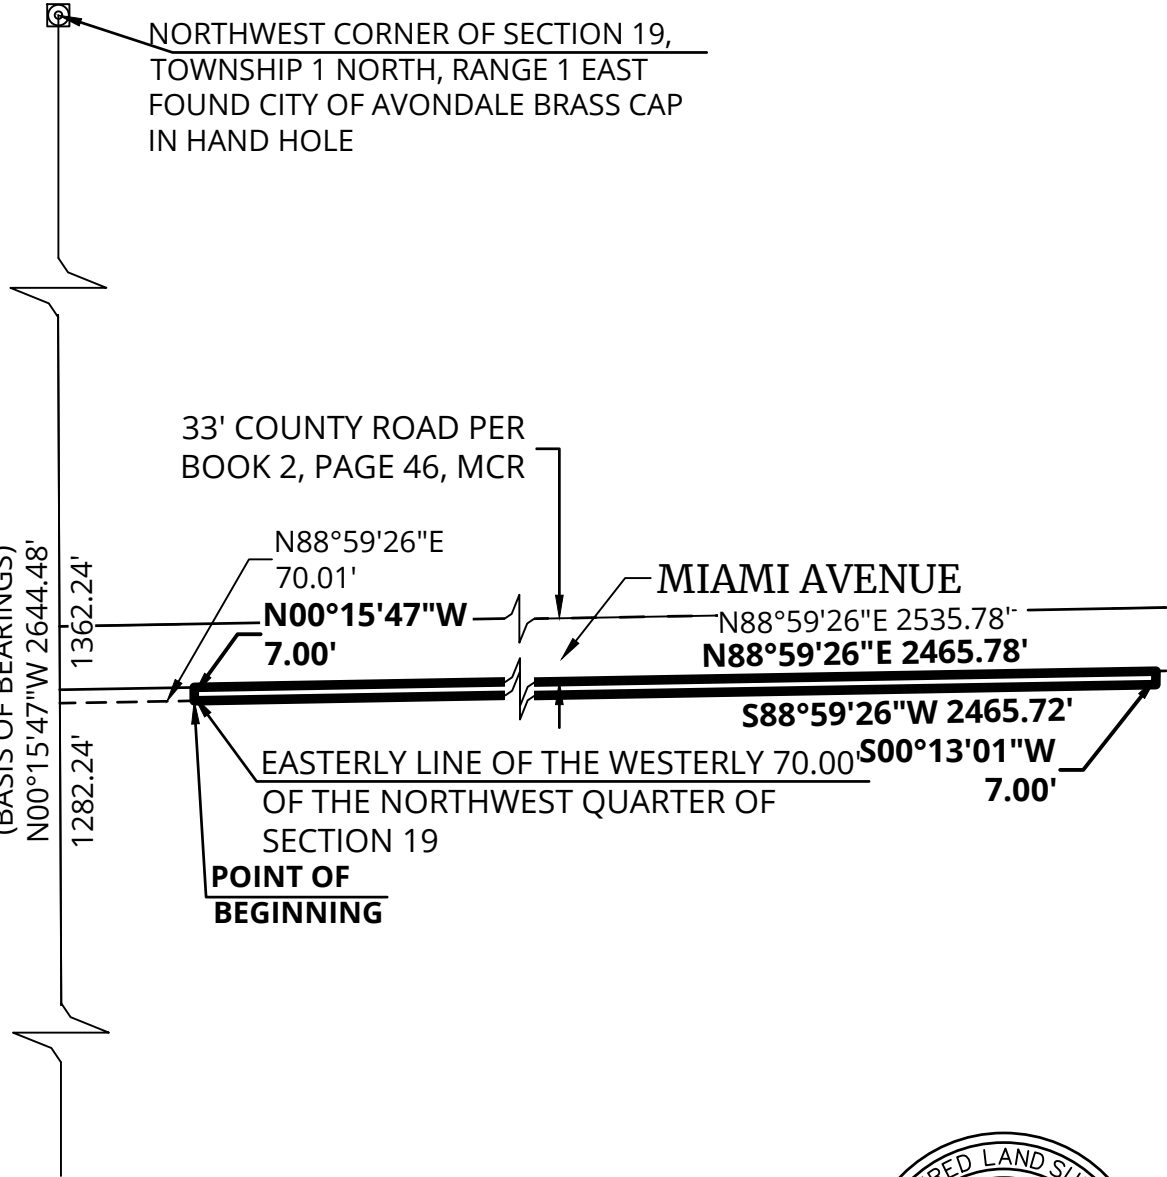 NORTHWEST CORNER OF SECTION 19,
TOWNSHIP 1 NORTH, RANGE 1 EAST
FOUND CITY OF AVONDALE BRASS CAP
IN HAND HOLE
33' COUNTY ROAD PER
BOOK 2, PAGE 46, MCR
N88°59'26"E
70.01'
N00°15'47"W
7.00'
MIAMI AVENUE
N88°59'26"E 2535.78'
N88°59'26"E 2465.78'
S88°59'26"W 2465.72'
S00°13'01"W
7.00'
(BASIS OF BEARINGS)
N00°15'47"W 2644.48'
1362.24'
1282.24'
EASTERLY LINE OF THE WESTERLY 70.00'
OF THE NORTHWEST QUARTER OF
SECTION 19
POINT OF
BEGINNING
LAND